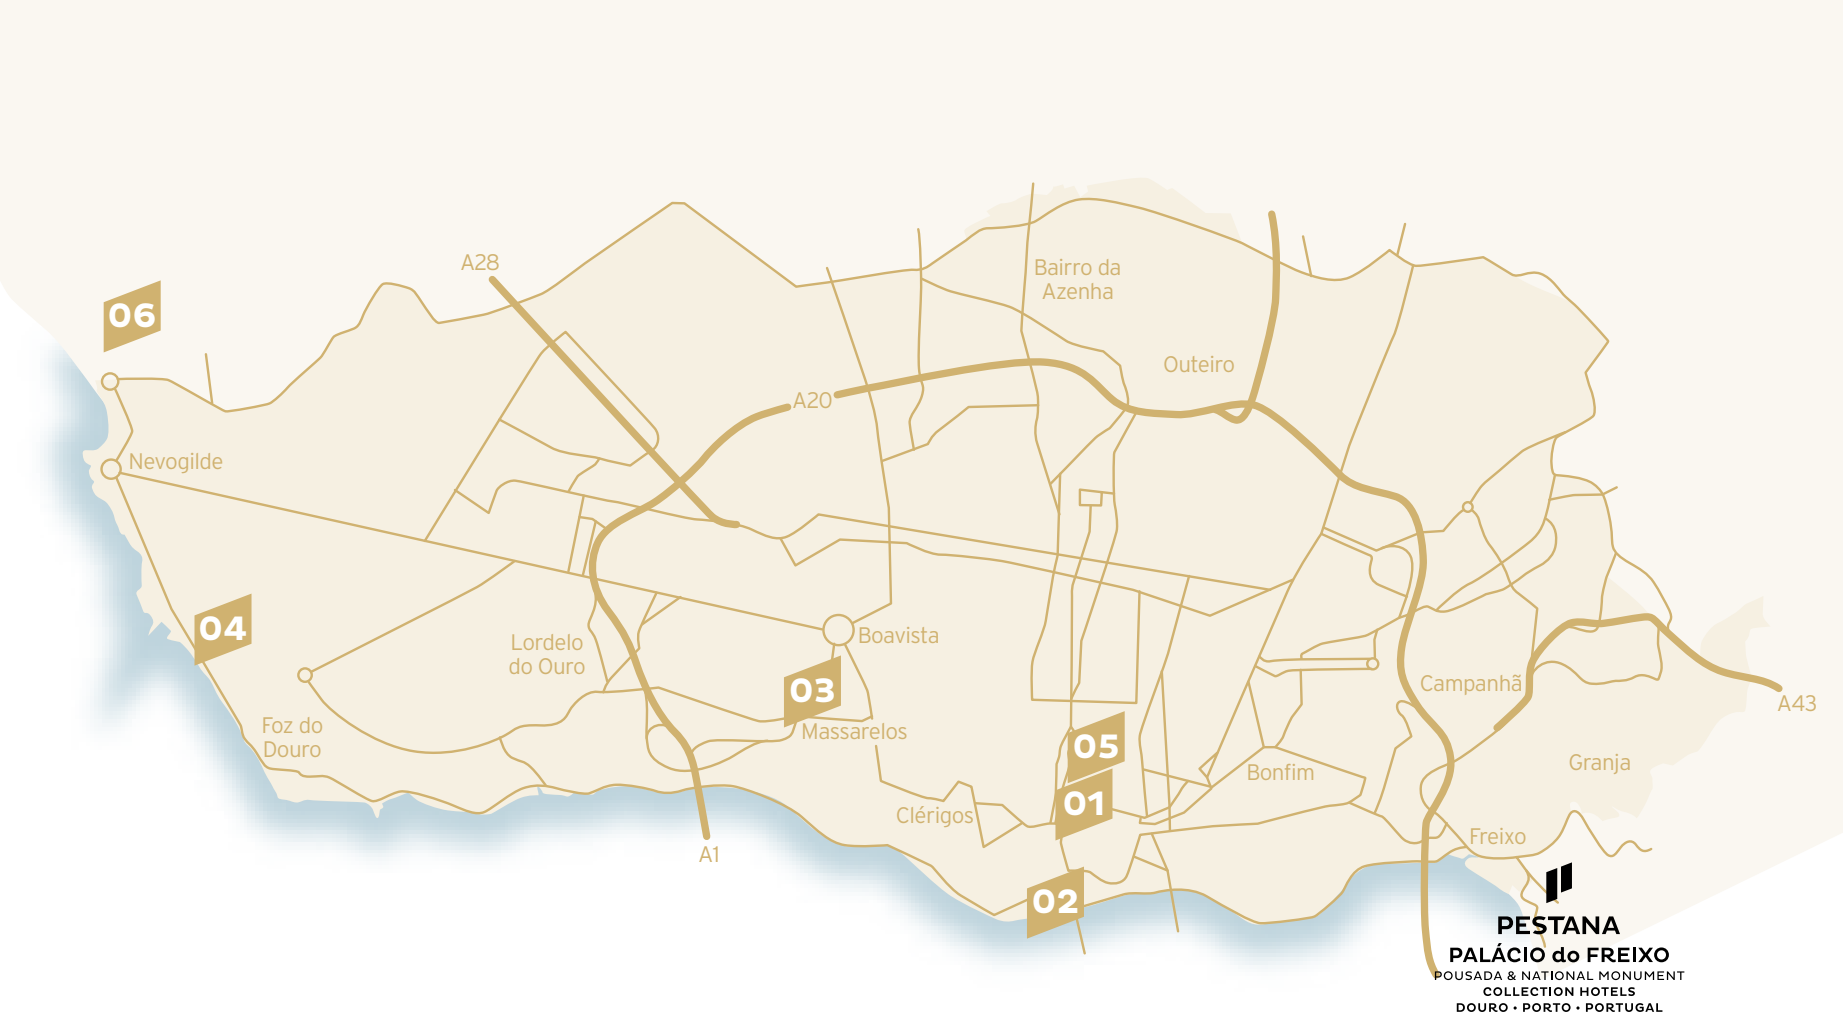 A28
Bairro da
Azenha
06
Outeiro
A20
Nevogilde
04
Lordelo
do Ouro
Boavista
03
Campanhã
A43
Foz do
Douro
Massarelos
05
Granja
Bonfim
01
Clérigos
Freixo
A1
02
PESTANA
PALÁCIO do FREIXO
POUSADA & NATIONAL MONUMENT
COLLECTION HOTELS
DOURO • PORTO • PORTUGAL